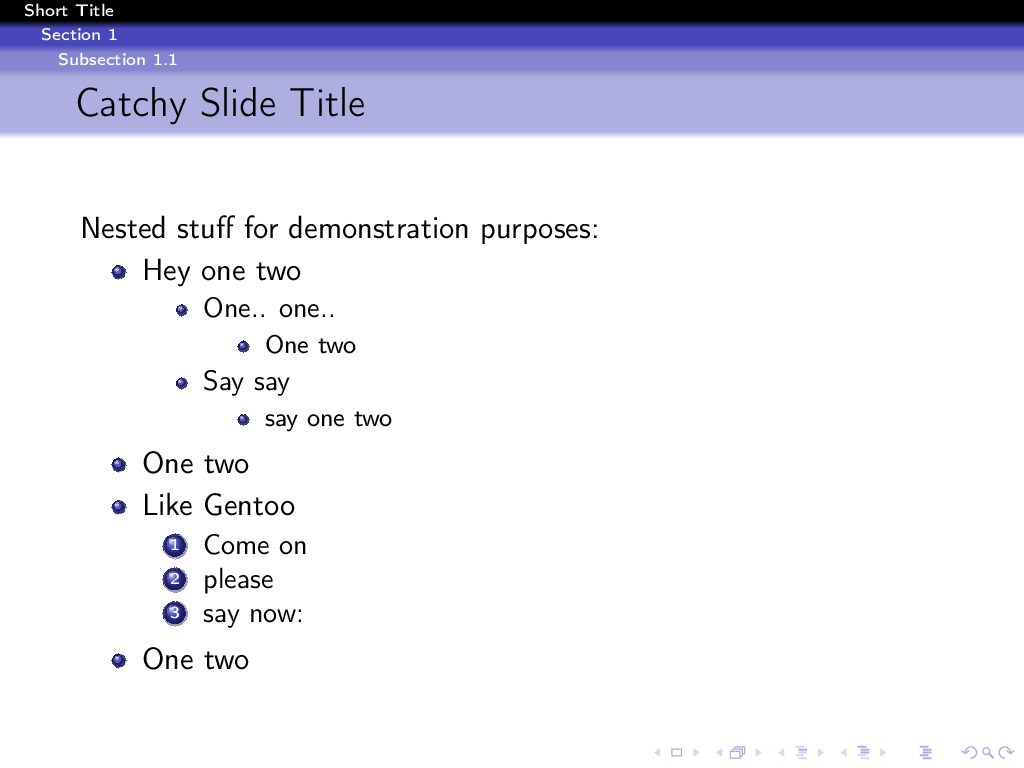 Short Title
Section 1
Subsection 1.1
Catchy Slide Title
Nested stuff for demonstration purposes:
Hey one two
One.. one..
One two
Say say
say one two
One two
Like Gentoo
1 Come on
2 please
3 say now:
One two